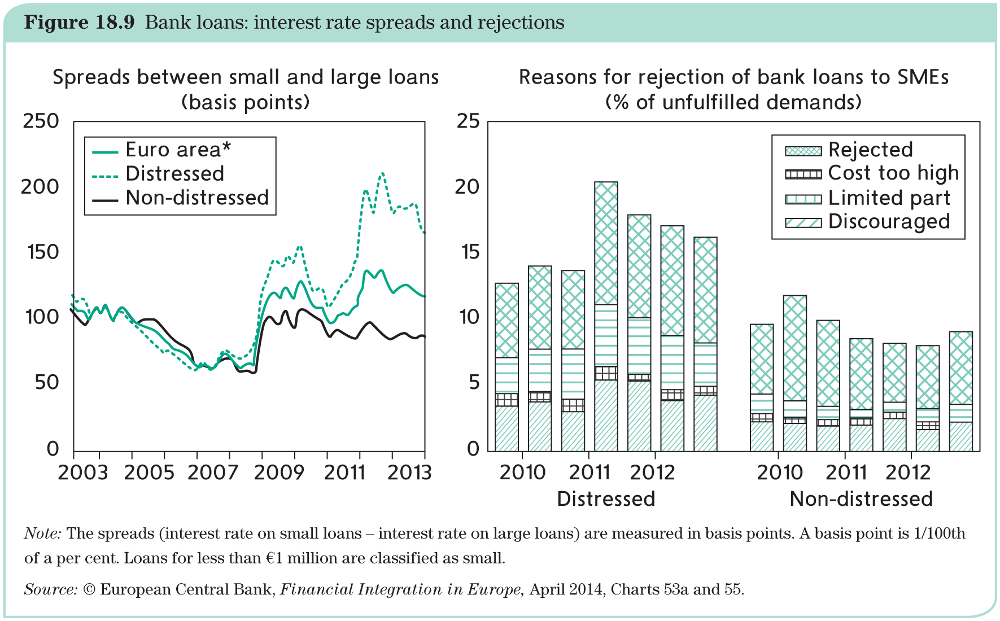 Figure 18.9 Bank loans: interest rate spreads and rejections
Spreads between small and large loans
(basis points)
250
200
150
100
50
0
Euro area*
Distressed
Non-distressed
2003 2005 2007 2009 2011 2013
Reasons for rejection of bank loans to SMEs
(% of unfulfilled demands)
25
20
15
10
5
0
Rejected
Cost too high
Limited part
Discouraged
2010 2011 2012 2010 2011 2012
Distressed Non-distressed
Note: The spreads (interest rate on small loans – interest rate on large loans) are measured in basis points. A basis point is 1/100th
of a per cent. Loans for less than €1 million are classified as small.
Source: © European Central Bank, Financial Integration in Europe, April 2014, Charts 53a and 55.